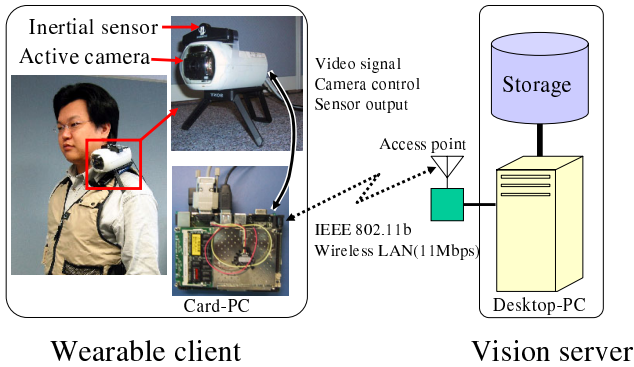 Inertial sensor
Active camera
Video signal
Camera control
Sensor output
Storage
Access point
IEEE 802.11b
Wireless LAN(11Mbps)
Card-PC
Desktop-PC
Wearable client
Vision server